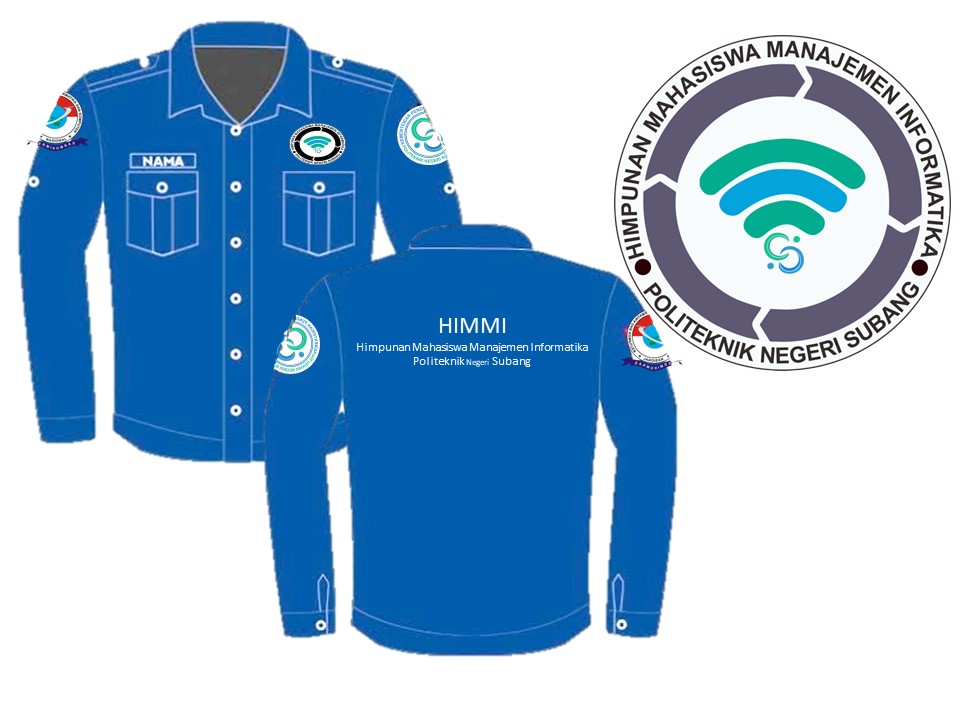 NAMA
HIMPUNAN MAHASISWA MANAJEMEN INFORMATIKA
POLITEKNIK NEGERI SUBANG
HIMMI
Himpunan Mahasiswa Manajemen Informatika
Politeknik Negeri Subang